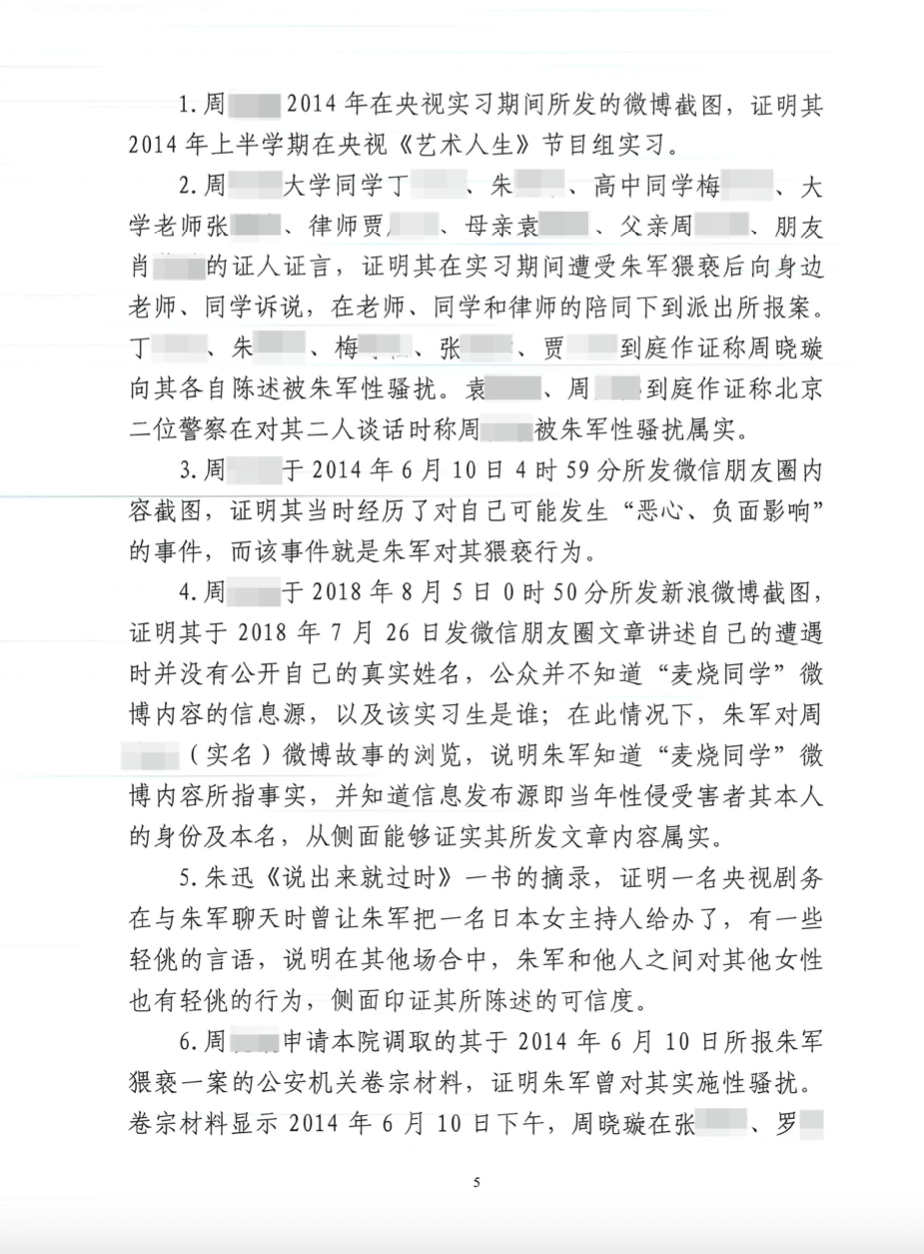 1. 周 2014 年在央视实习期间所发的微博截图，证明其
2014 年上半学期在央视《艺术人生》节目组实习。
2. 周 大学同学丁 、朱 、高中同学梅 、大
学老师张 、律师贾 、母亲袁 、父亲周 、朋友
肖 的证人证言，证明其在实习期间遭受朱军猥亵后向身边
老师、同学诉说，在老师、同学和律师的陪同下到派出所报案。
丁 、朱 、梅 、张 、贾 到庭作证称周晓璇
向其各自陈述被朱军性骚扰。袁 、周 到庭作证称北京
二位警察在对其二人谈话时称周 被朱军性骚扰属实。
3. 周 于 2014 年 6 月 10 日 4 时 59 分所发微信朋友圈内
容截图，证明其当时经历了对自己可能发生“恶心、负面影响”
的事件，而该事件就是朱军对其猥亵行为。
4. 周 于 2018 年 8 月 5 日 0 时 50 分所发新浪微博截图，
证明其于 2018 年 7 月 26 日发微信朋友圈文章讲述自己的遭遇
时并没有公开自己的真实姓名，公众并不知道“麦烧同学”微
博内容的信息源，以及该实习生是谁；在此情况下，朱军对周
（实名）微博故事的浏览，说明朱军知道“麦烧同学”微
博内容所指事实，并知道信息发布源即当年性侵受害者其本人
的身份及本名，从侧面能够证实其所发文章内容属实。
5. 朱迅《说出来就过时》一书的摘录，证明一名央视剧务
在与朱军聊天时曾让朱军把一名日本女主持人给办了，有一些
轻佻的言语，说明在其他场合中，朱军和他人之间对其他女性
也有轻佻的行为，侧面印证其所陈述的可信度。
6. 周 申请本院调取的其于 2014 年 6 月 10 日所报朱军
猥亵一案的公安机关卷宗材料，证明朱军曾对其实施性骚扰。
卷宗材料显示 2014 年 6 月 10 日下午，周晓璇在张 、罗
5